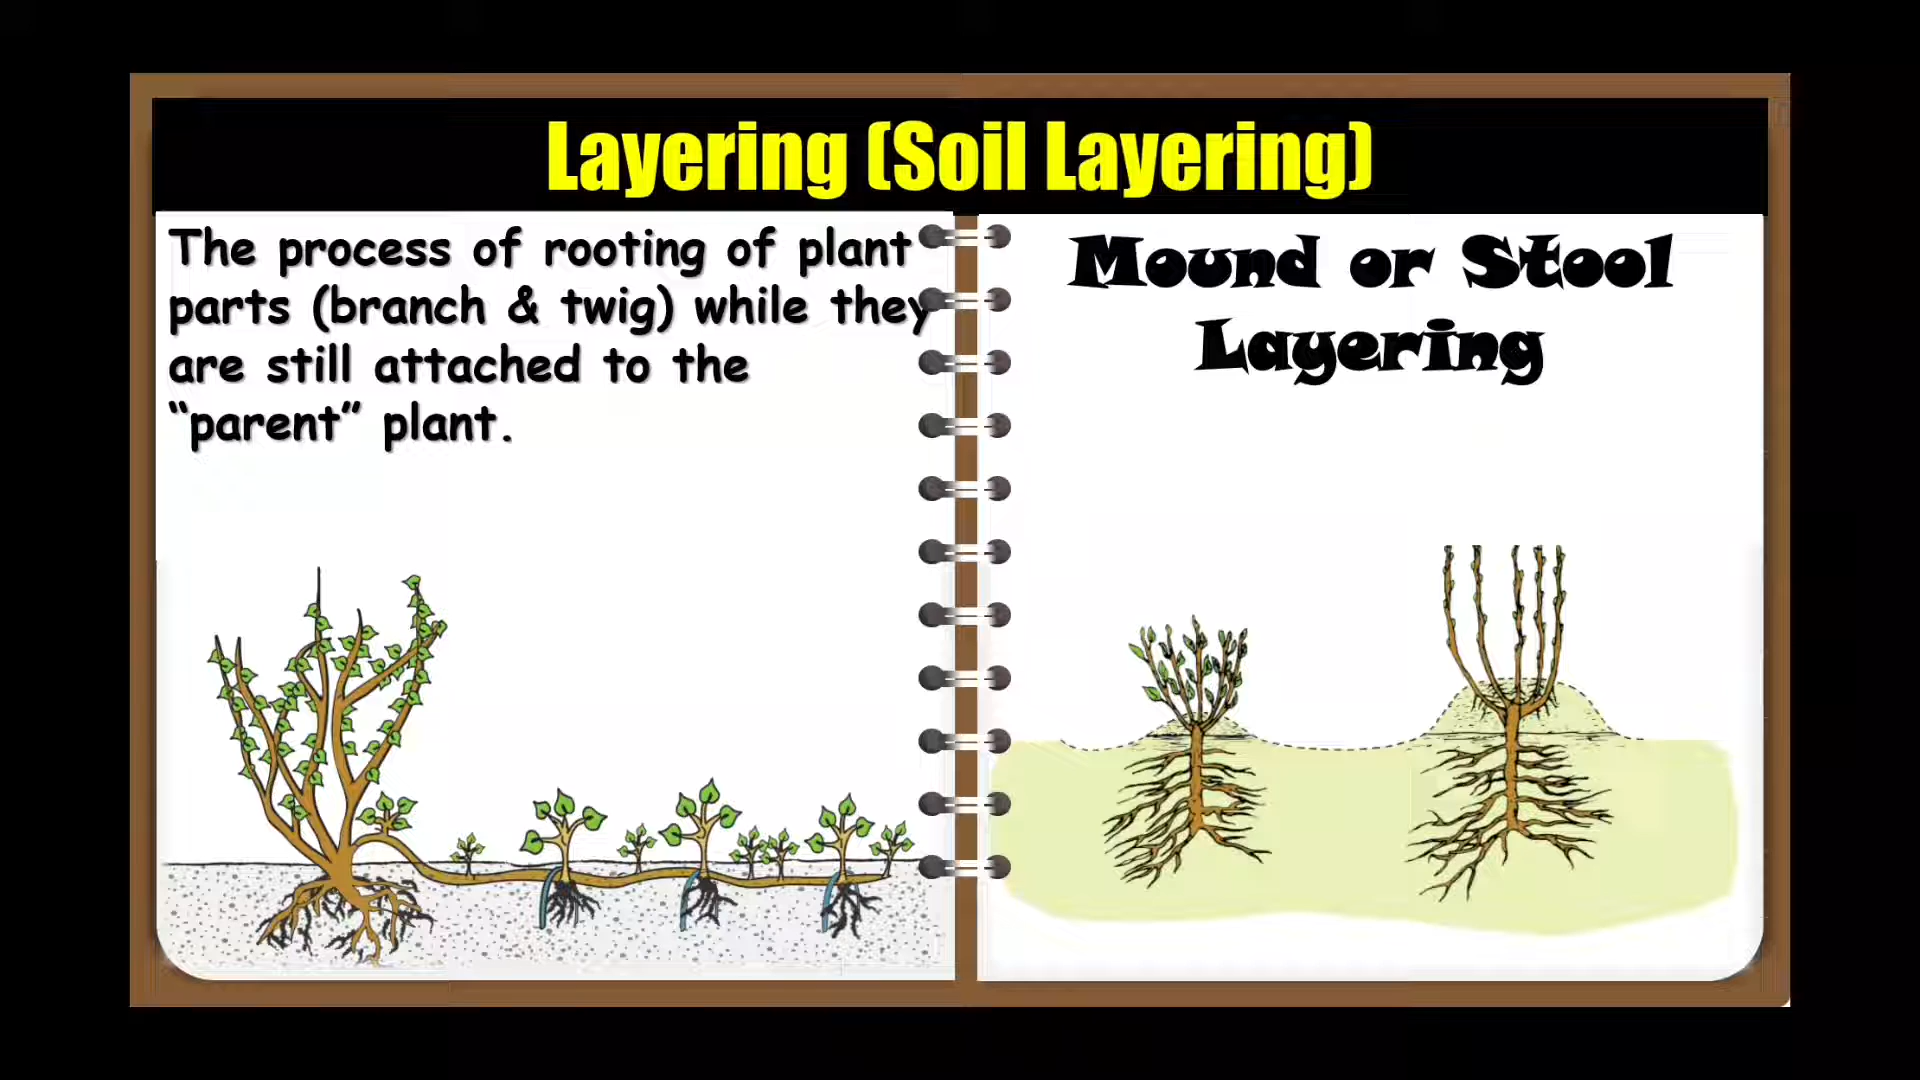 Layering (Soil Layering)
The process of rooting of plant
parts (branch & twig) while they
are still attached to the
“parent” plant.
Mound or Stool
Layering